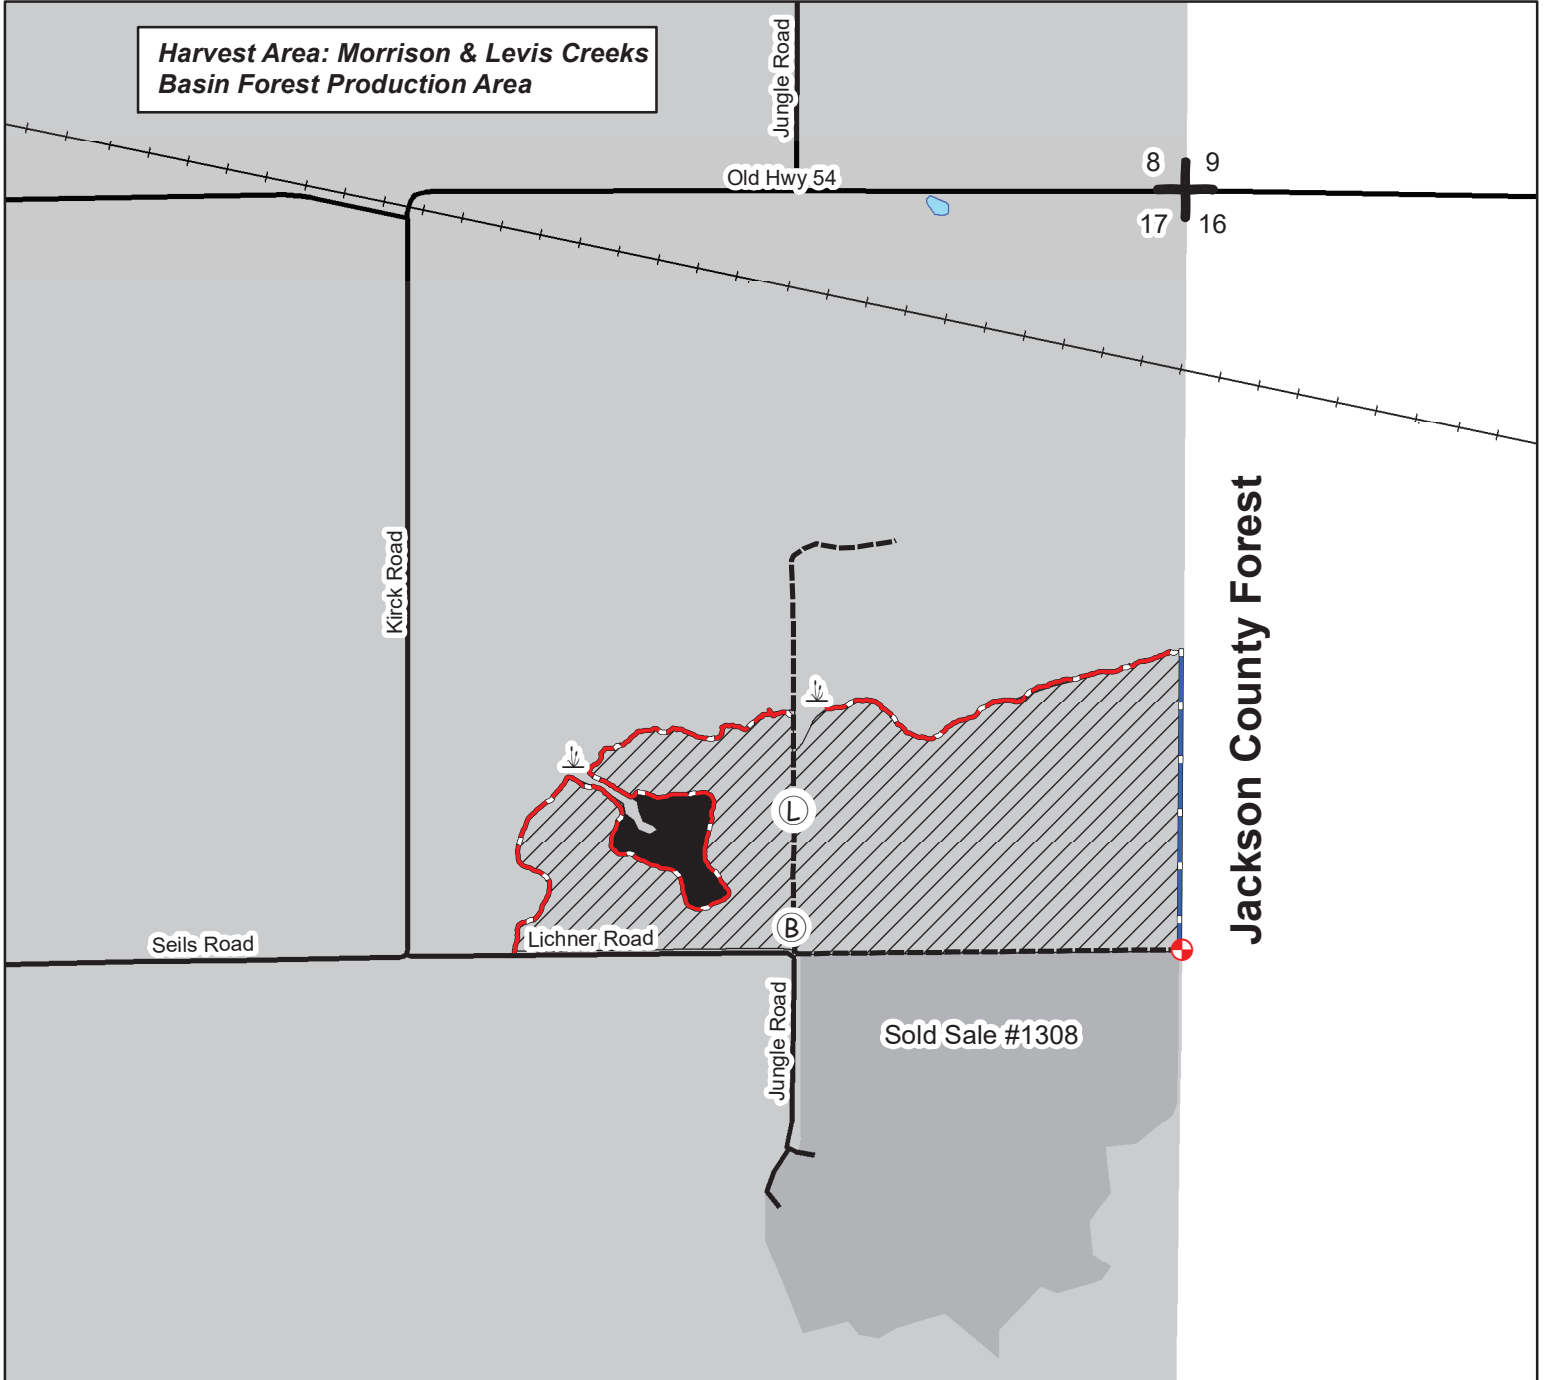 Harvest Area: Morrison & Levis Creeks
Basin Forest Production Area
Jungle Road
Old Hwy 54
8 9
17 16
Kirck Road
Jackson County Forest
L
B
Seils Road
Lichner Road
Jungle Road
Sold Sale #1308